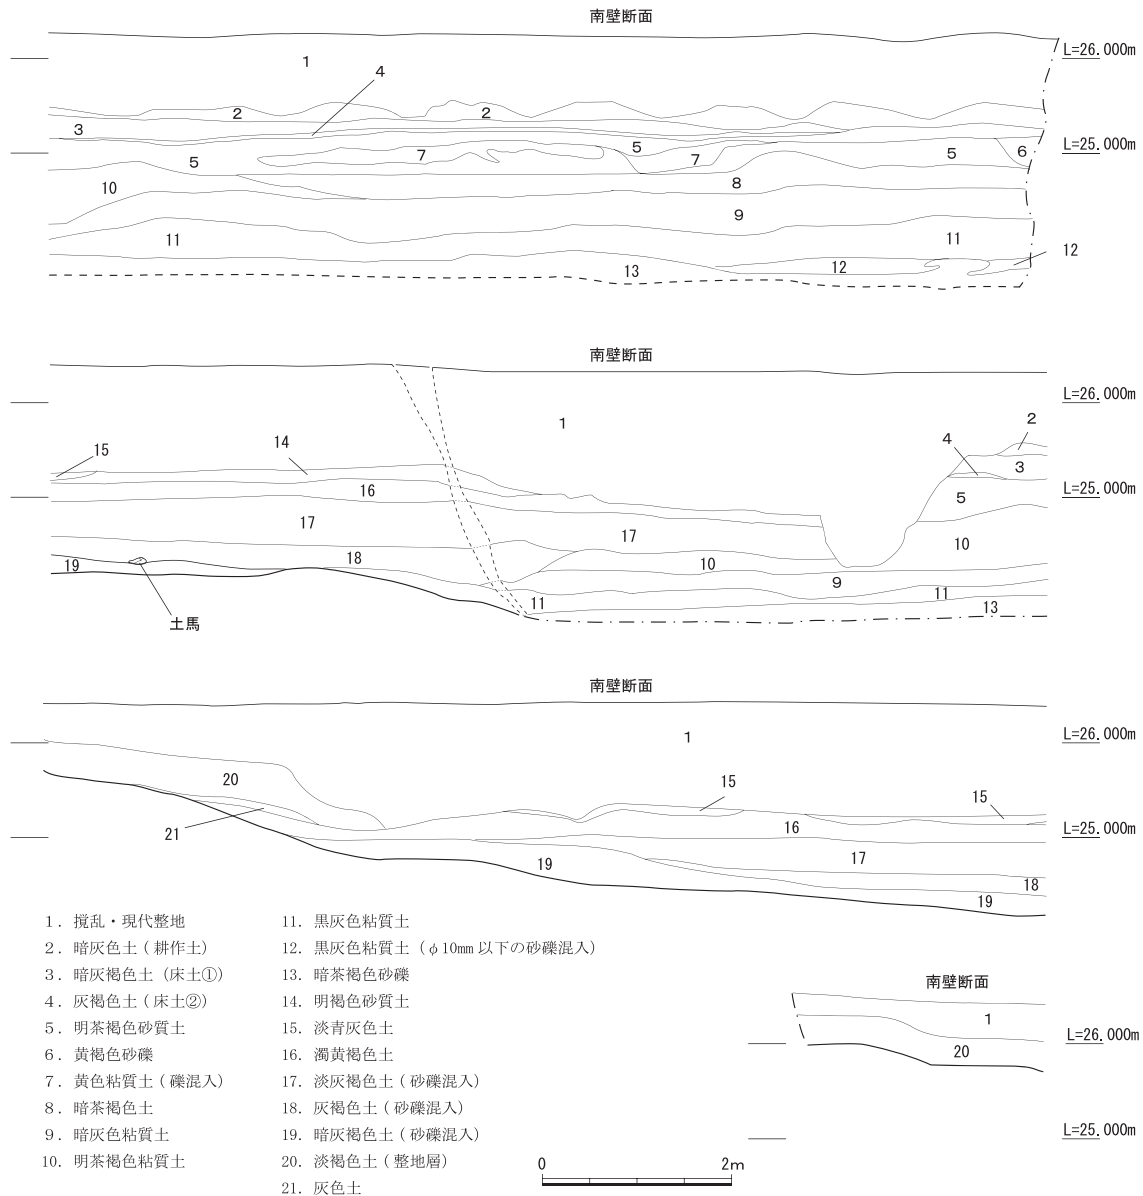 南壁断面
L=26.000m
1
4
2
2
3
L=25.000m
5
7
5
7
5
6
10
8
9
11
11
12
12
13
南壁断面
L=26.000m
1
2
4
14
15
3
16
L=25.000m
5
17
17
10
18
10
19
9
11
11
13
土馬
南壁断面
L=26.000m
1
20
15
15
21
16
L=25.000m
17
19
18
19
1. 撹乱・現代整地
2. 暗灰色土(耕作土)
3. 暗灰褐色土(床土①)
4. 灰褐色土(床土②)
5. 明茶褐色砂質土
6. 黄褐色砂礫
7. 黄色粘質土(礫混入)
8. 暗茶褐色土
9. 暗灰色粘質土
10. 明茶褐色粘質土
11. 黒灰色粘質土
12. 黒灰色粘質土(φ10mm以下の砂礫混入)
13. 暗茶褐色砂礫
14. 明褐色砂質土
15. 淡青灰色土
16. 濁黄褐色土
17. 淡灰褐色土(砂礫混入)
18. 灰褐色土(砂礫混入)
19. 暗灰褐色土(砂礫混入)
20. 淡褐色土(整地層)
21. 灰色土
南壁断面
1
L=26.000m
20
L=25.000m
0 2m